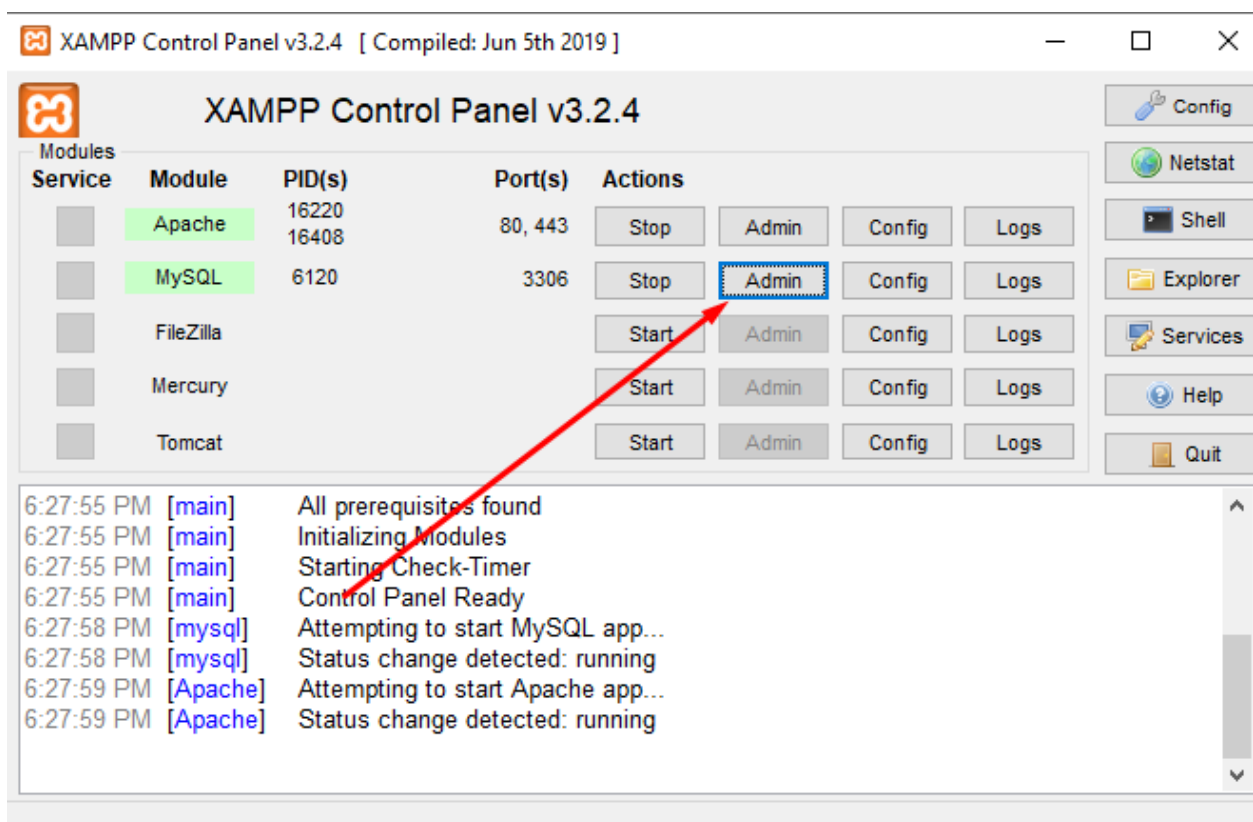 XAMPP Control Panel v3.2.4 [ Compiled: Jun 5th 2019 ]
XAMPP Control Panel v3.2.4
Config
Modules
Netstat
Service Module PID(s) Port(s) Actions
Apache 16220 16408 80, 443 Stop Admin Config Logs
Shell
MySQL 6120 3306 Stop Admin Config Logs
Explorer
FileZilla Start Admin Config Logs
Services
Mercury Start Admin Config Logs
Help
Tomcat Start Admin Config Logs
Quit
6:27:55 PM [main] All prerequisites found
6:27:55 PM [main] Initializing Modules
6:27:55 PM [main] Starting Check-Timer
6:27:55 PM [main] Control Panel Ready
6:27:58 PM [mysql] Attempting to start MySQL app...
6:27:58 PM [mysql] Status change detected: running
6:27:59 PM [Apache] Attempting to start Apache app...
6:27:59 PM [Apache] Status change detected: running